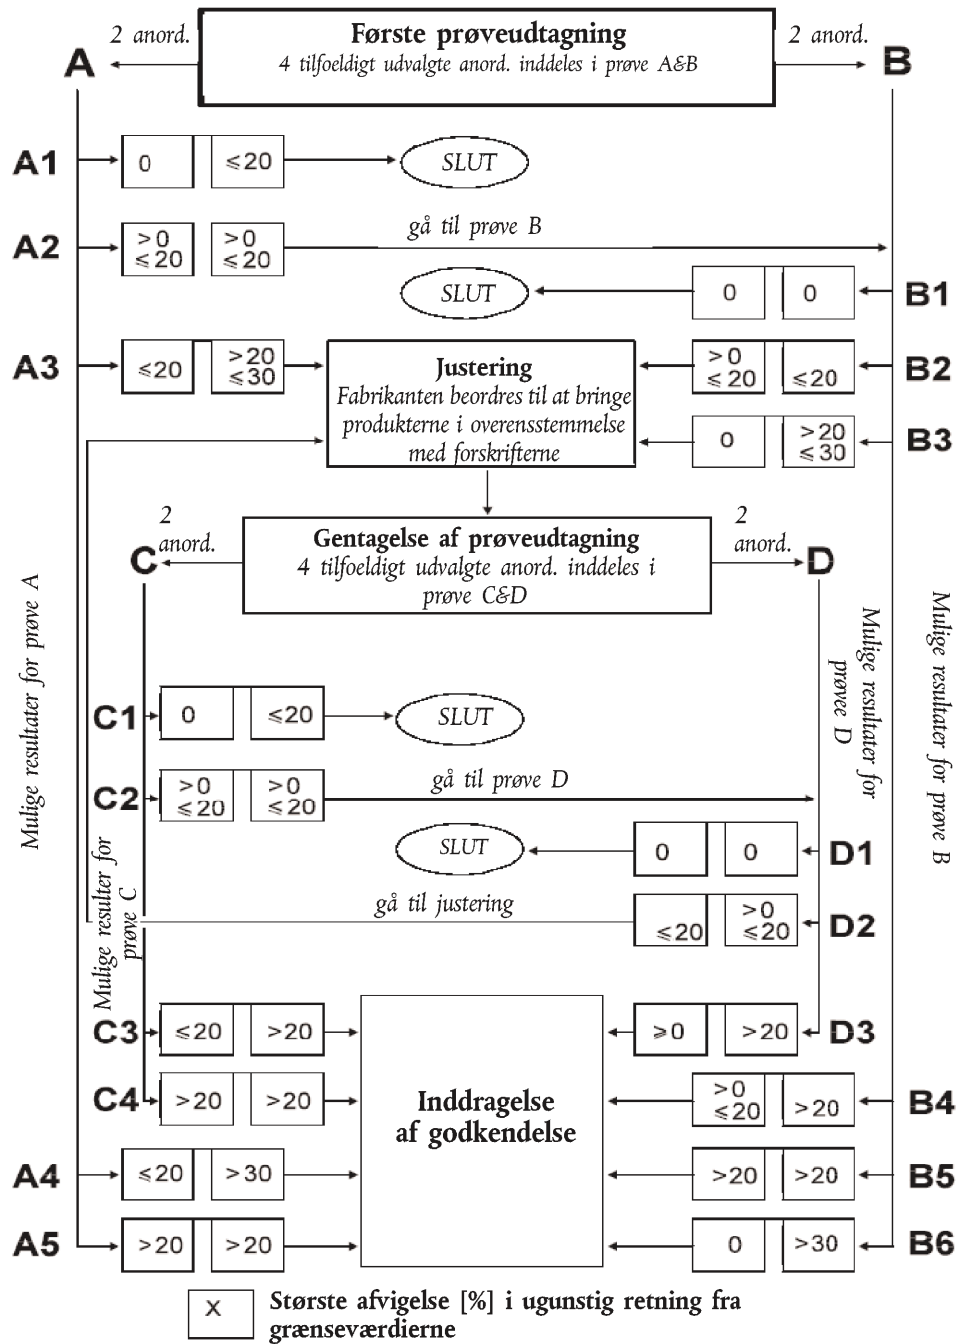 2 anord.
Første prøveudtagning
4 tilfoeldigt udvalgte anord. inddeles i prøve A&B
2 anord.
A
B
A1
0
≤20
SLUT
A2
>0
≤20
>0
≤20
gå til prøve B
SLUT
0
0
B1
A3
≤20
>20
≤30
Justering
Fabrikanten beordres til at bringe
produkterne i overensstemmelse
med forskrifterne
>0
≤20
≤20
B2
0
>20
≤30
B3
2
anord.
C
Gentagelse af prøveudtagning
4 tilfoeldigt udvalgte anord. inddeles i
prøve C&D
2
anord.
D
Mulige resultater for prøve A
Mulige resultater for
prøvee D
Mulige resultater for prøve B
C1
0
≤20
SLUT
C2
>0
≤20
>0
≤20
gå til prøve D
SLUT
0
0
D1
Mulige resulter for
prøve C
gå til justering
≤20
>0
≤20
D2
C3
≤20
>20
≥0
>20
D3
C4
>20
>20
Inddragelse
af godkendelse
>0
≤20
>20
B4
A4
≤20
>30
>20
>20
B5
A5
>20
>20
0
>30
B6
X
Største afvigelse [%] i ugunstig retning fra
grænseværdierne